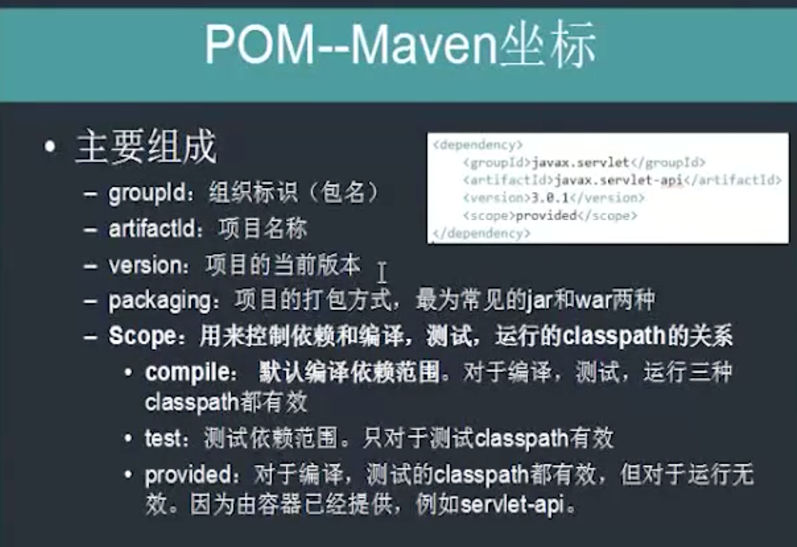 POM--Maven坐标
• 主要组成
– groupId：组织标识（包名）
– artifactId：项目名称
– version：项目的当前版本
– packaging：项目的打包方式，最为常见的jar和war两种
– Scope：用来控制依赖和编译，测试，运行的classpath的关系
• compile： 默认编译依赖范围。对于编译，测试，运行三种
classpath都有效
• test：测试依赖范围。只对于测试classpath有效
• provided：对于编译，测试的classpath都有效，但对于运行无
效。因为由容器已经提供，例如servlet-api。
<dependency>
<groupId>javax.servlet</groupId>
<artifactId>javax.servlet-api</artifactId>
<version>3.0.1</version>
<scope>provided</scope>
</dependency>